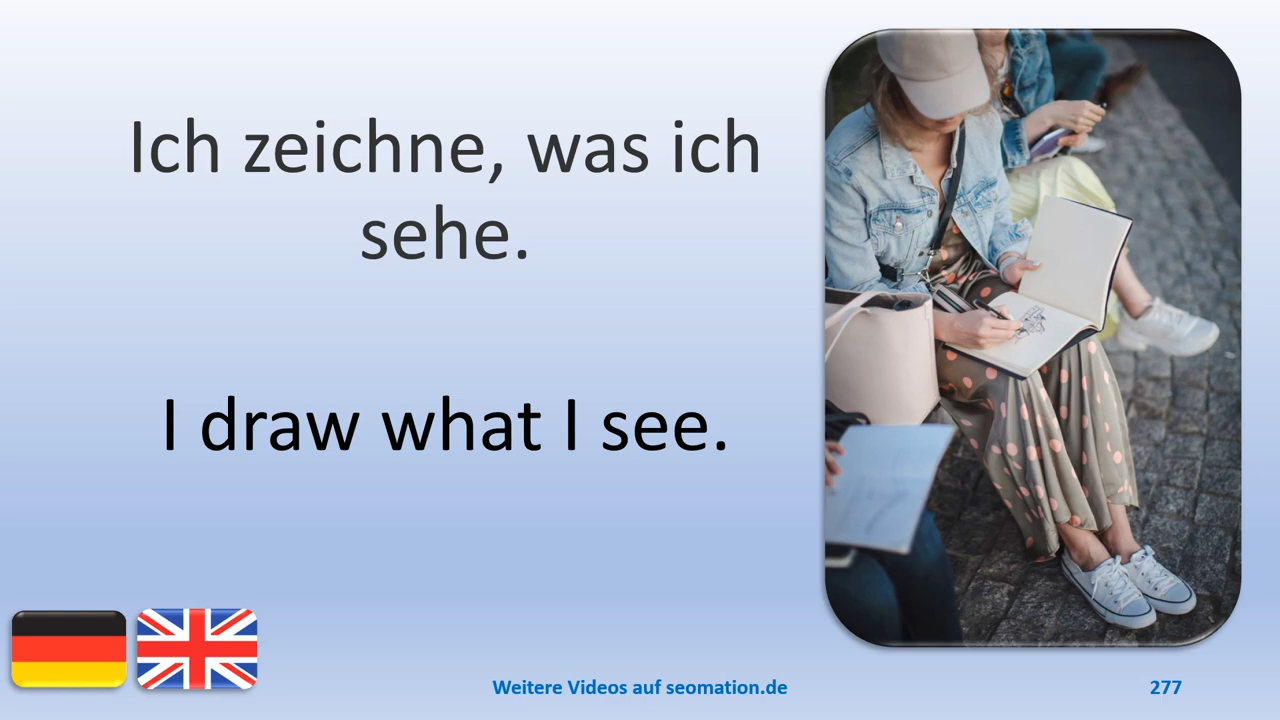 Ich zeichne, was ich
sehe.
I draw what I see.
Weitere Videos auf seomation.de
277